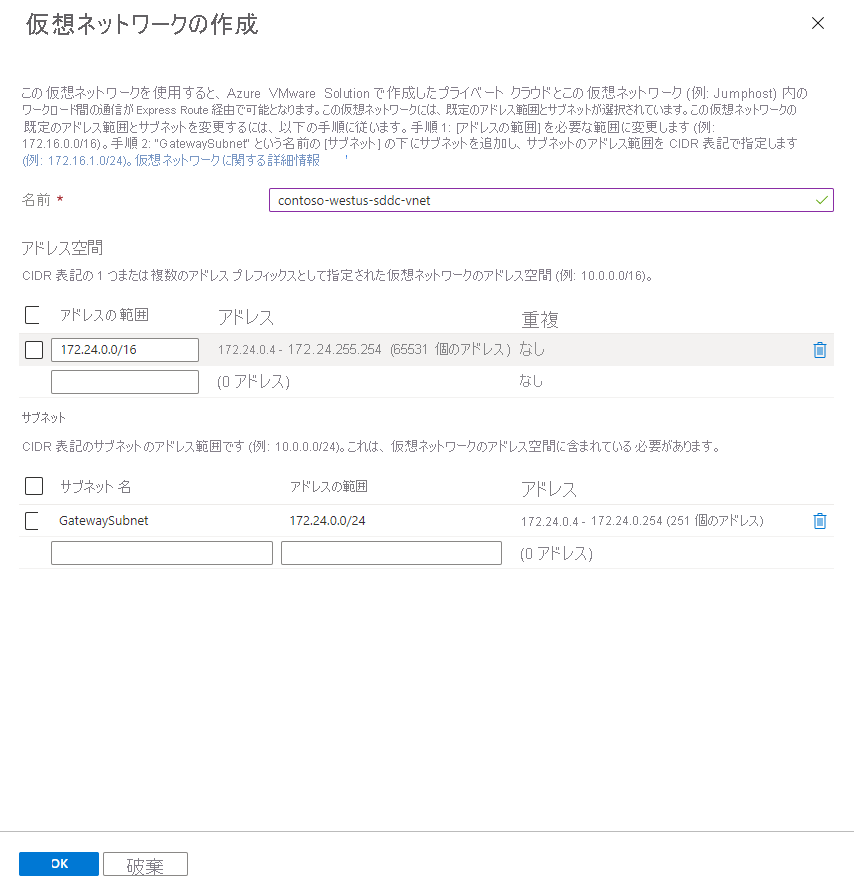 仮想ネットワークの作成
この仮想ネットワークを使用すると、Azure VMware Solution で作成したプライベート クラウドとこの仮想ネットワーク (例: Jumphost) 内の
ワークロード間の通信が Express Route 経由で可能となります。この仮想ネットワークには、既定のアドレス範囲とサブネットが選択されています。この仮想ネットワークの
既定のアドレス範囲とサブネットを変更するには、以下の手順に従います。手順 1: [アドレスの範囲] を必要な範囲に変更します (例:
172.16.0.0/16)。手順 2: "GatewaySubnet" という名前の [サブネット] の下にサブネットを追加し、サブネットのアドレス範囲を CIDR 表記で指定します
(例: 172.16.1.0/24)。仮想ネットワークに関する詳細情報
名前 *
contoso-westus-sddc-vnet
アドレス空間
CIDR 表記の 1 つまたは複数のアドレス プレフィックスとして指定された仮想ネットワークのアドレス空間 (例: 10.0.0.0/16)。
アドレスの範囲 アドレス 重複
172.24.0.0/16 172.24.0.4 - 172.24.255.254 (65531 個のアドレス) なし
(0 アドレス) なし
サブネット
CIDR 表記のサブネットのアドレス範囲です (例: 10.0.0.0/24)。これは、仮想ネットワークのアドレス空間に含まれている必要があります。
サブネット名 アドレスの範囲 アドレス
GatewaySubnet 172.24.0.0/24 172.24.0.4 - 172.24.0.254 (251 個のアドレス)
(0 アドレス)
OK 破棄